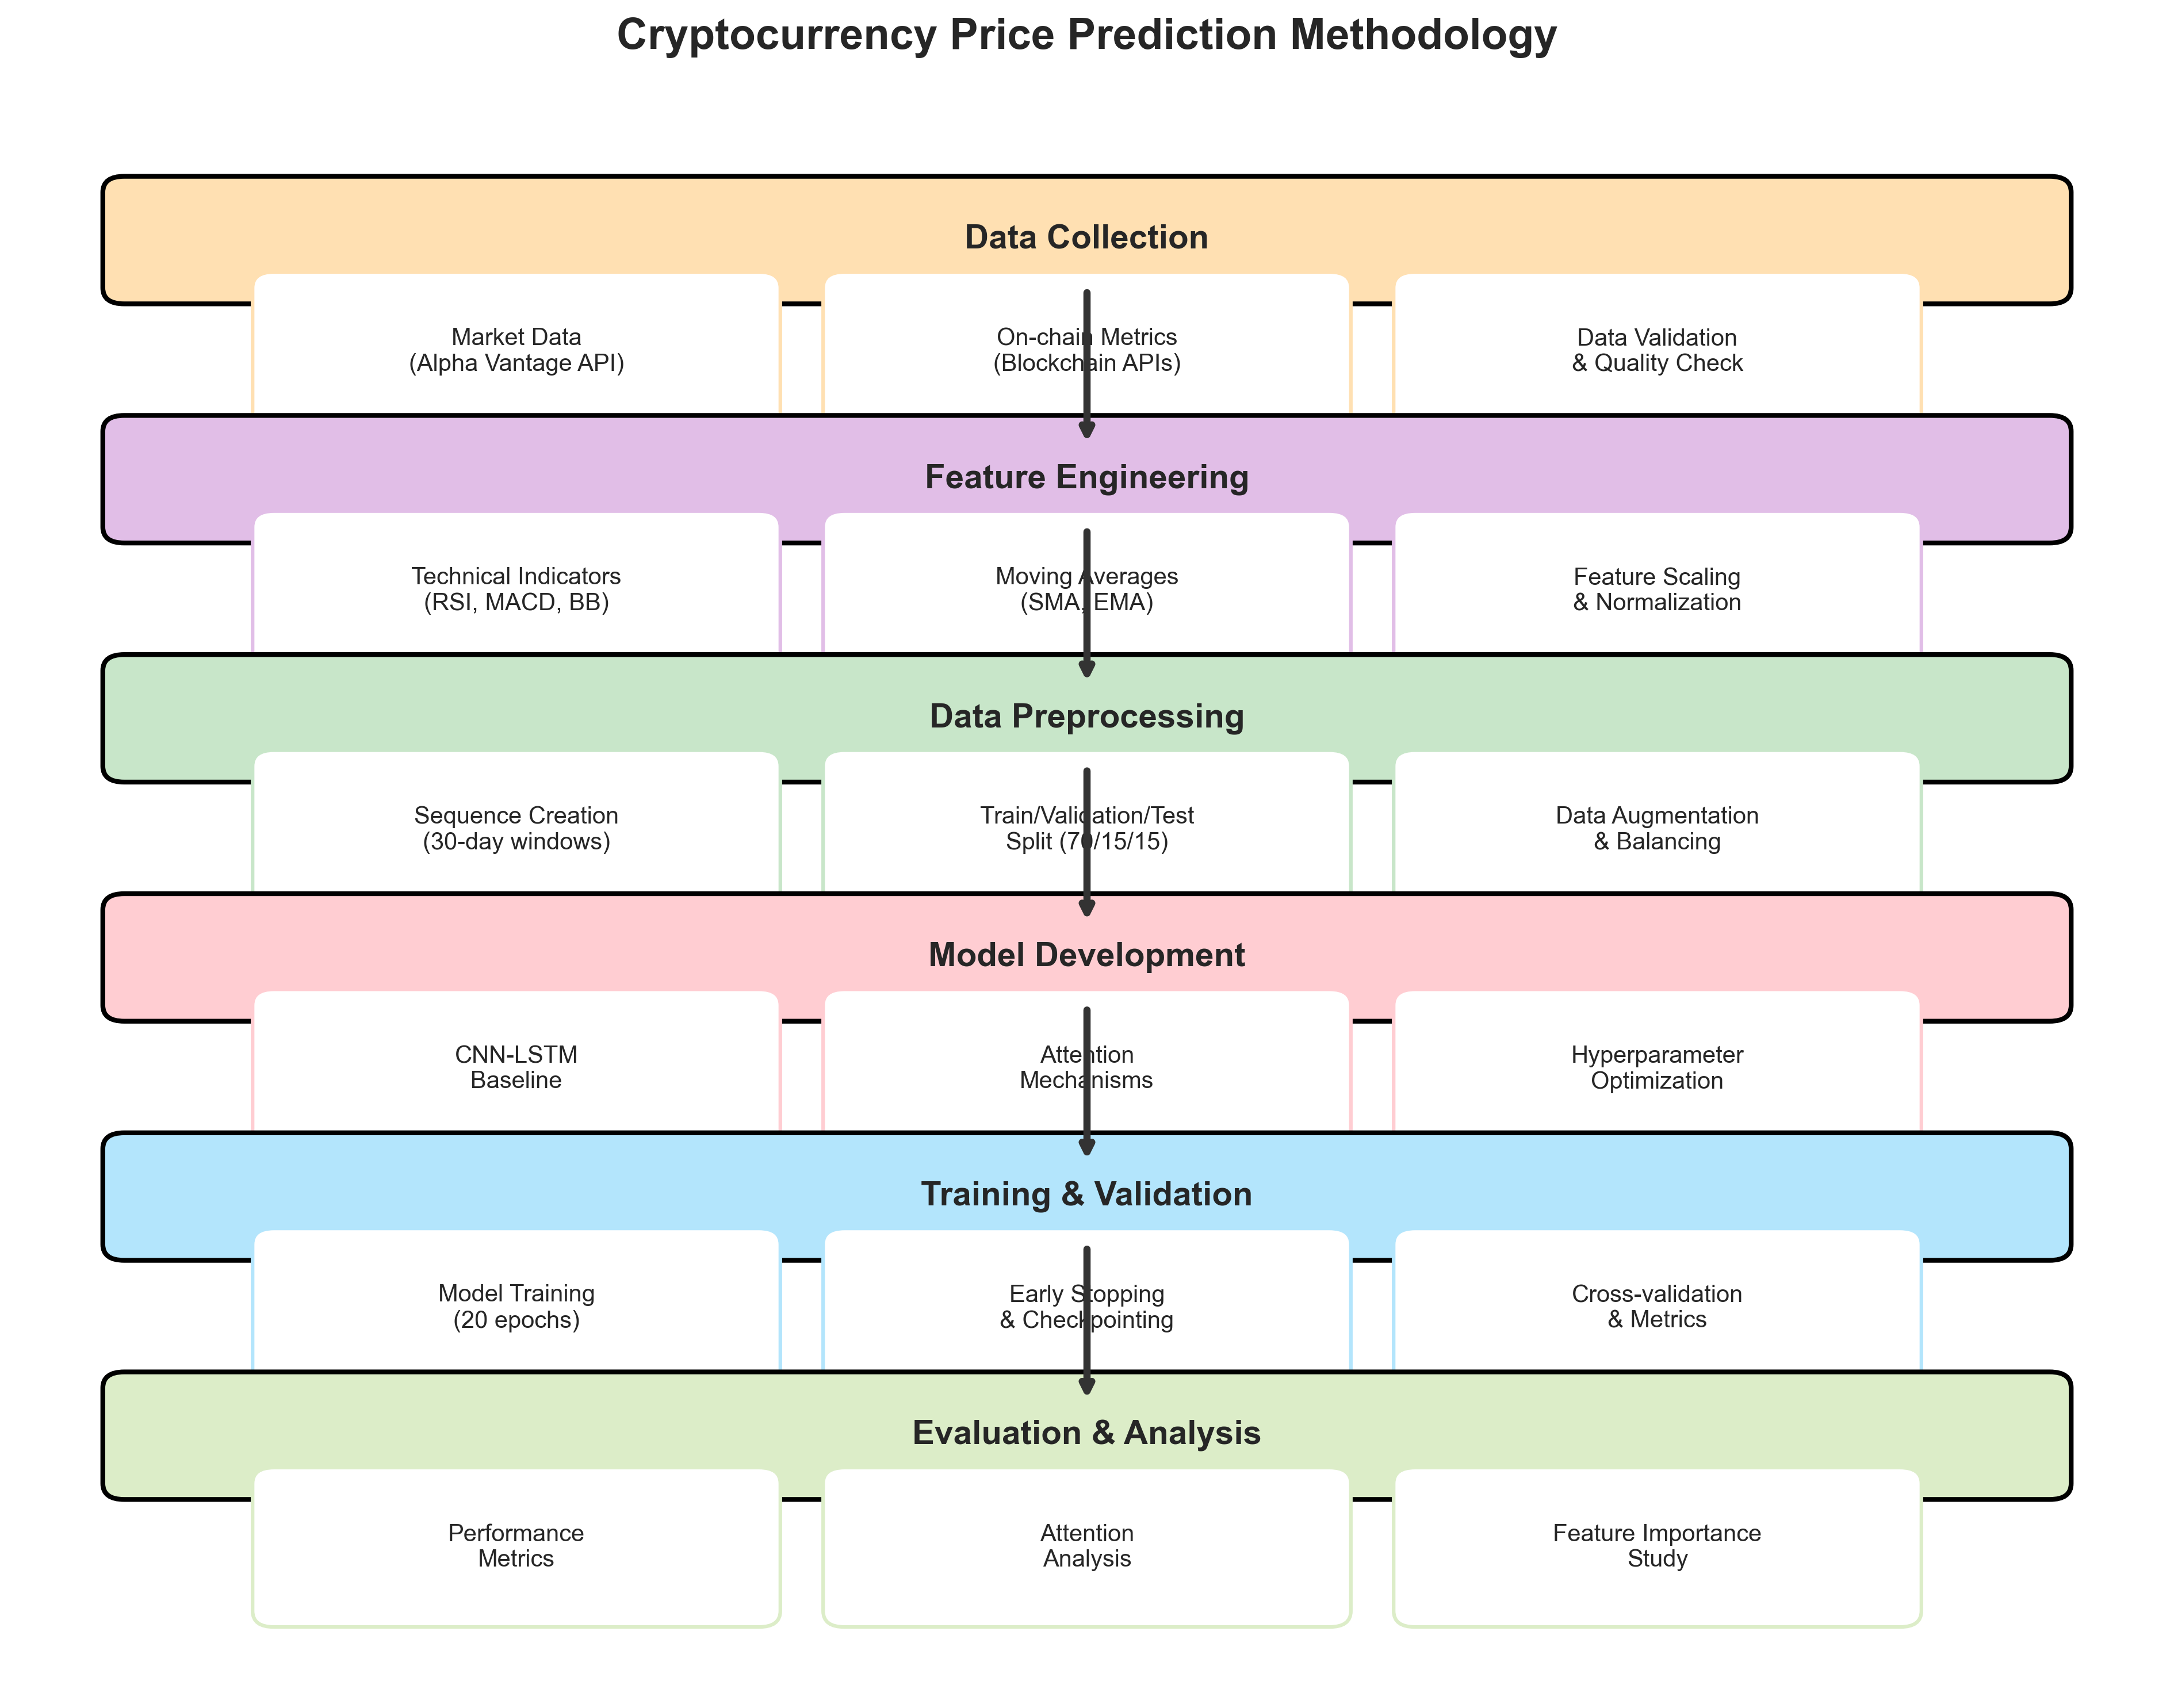 Cryptocurrency Price Prediction Methodology
Data Collection
Market Data
(Alpha Vantage API)
On-chain Metrics
(Blockchain APIs)
Data Validation
& Quality Check
Feature Engineering
Technical Indicators
(RSI, MACD, BB)
Moving Averages
(SMA, EMA)
Feature Scaling
& Normalization
Data Preprocessing
Sequence Creation
(30-day windows)
Train/Validation/Test
Split (70/15/15)
Data Augmentation
& Balancing
Model Development
CNN-LSTM
Baseline
Attention
Mechanisms
Hyperparameter
Optimization
Training & Validation
Model Training
(20 epochs)
Early Stopping
& Checkpointing
Cross-validation
& Metrics
Evaluation & Analysis
Performance
Metrics
Attention
Analysis
Feature Importance
Study